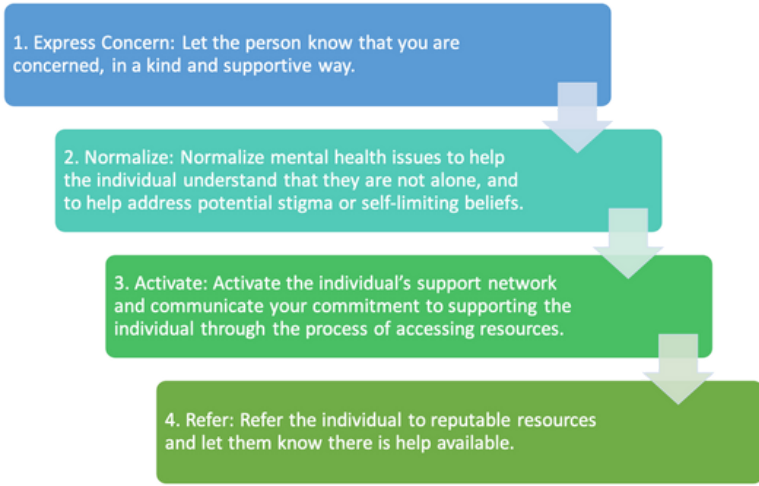 1. Express Concern: Let the person know that you are
concerned, in a kind and supportive way.
2. Normalize: Normalize mental health issues to help
the individual understand that they are not alone, and
to help address potential stigma or self-limiting beliefs.
3. Activate: Activate the individual’s support network
and communicate your commitment to supporting the
individual through the process of accessing resources.
4. Refer: Refer the individual to reputable resources
and let them know there is help available.